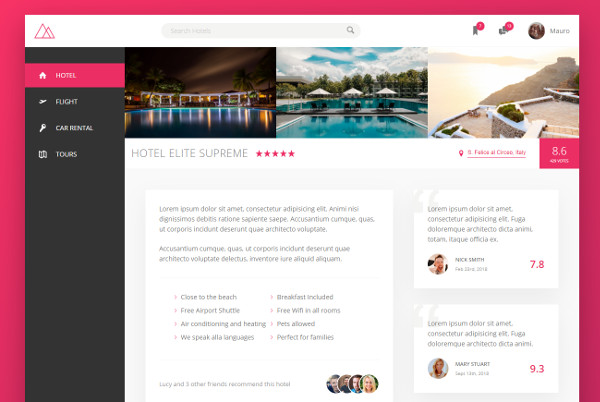 Search Hotels
7
13
Mauro
HOTEL
FLIGHT
CAR RENTAL
TOURS
HOTEL ELITE SUPREME ★★★★★
S. Felice al Circeo, Italy
8.6
429 VOTES
Lorem ipsum dolor sit amet, consectetur adipisicing elit. Animi nisi
dignissimos debitis ratione sapiente saepe. Accusantium cumque, quas,
ut corporis incidunt deserunt quae architecto voluptate.
Accusantium cumque, quas, ut corporis incidunt deserunt quae
architecto voluptate delectus, inventore iure aliquid aliquam.
Close to the beach
Free Airport Shuttle
Air conditioning and heating
We speak alla languages
Breakfast Included
Free Wifi in all rooms
Pets allowed
Perfect for families
Lucy and 3 other friends recommend this hotel
Lorem ipsum dolor sit amet,
consectetur adipisicing elit. Fuga
doloremque architecto dicta animi,
totam, itaque officia ex.
NICK SMITH
Feb 23rd, 2018
7.8
Lorem ipsum dolor sit amet,
consectetur adipisicing elit. Fuga
doloremque architecto dicta animi.
MARY STUART
Sept 13th, 2018
9.3